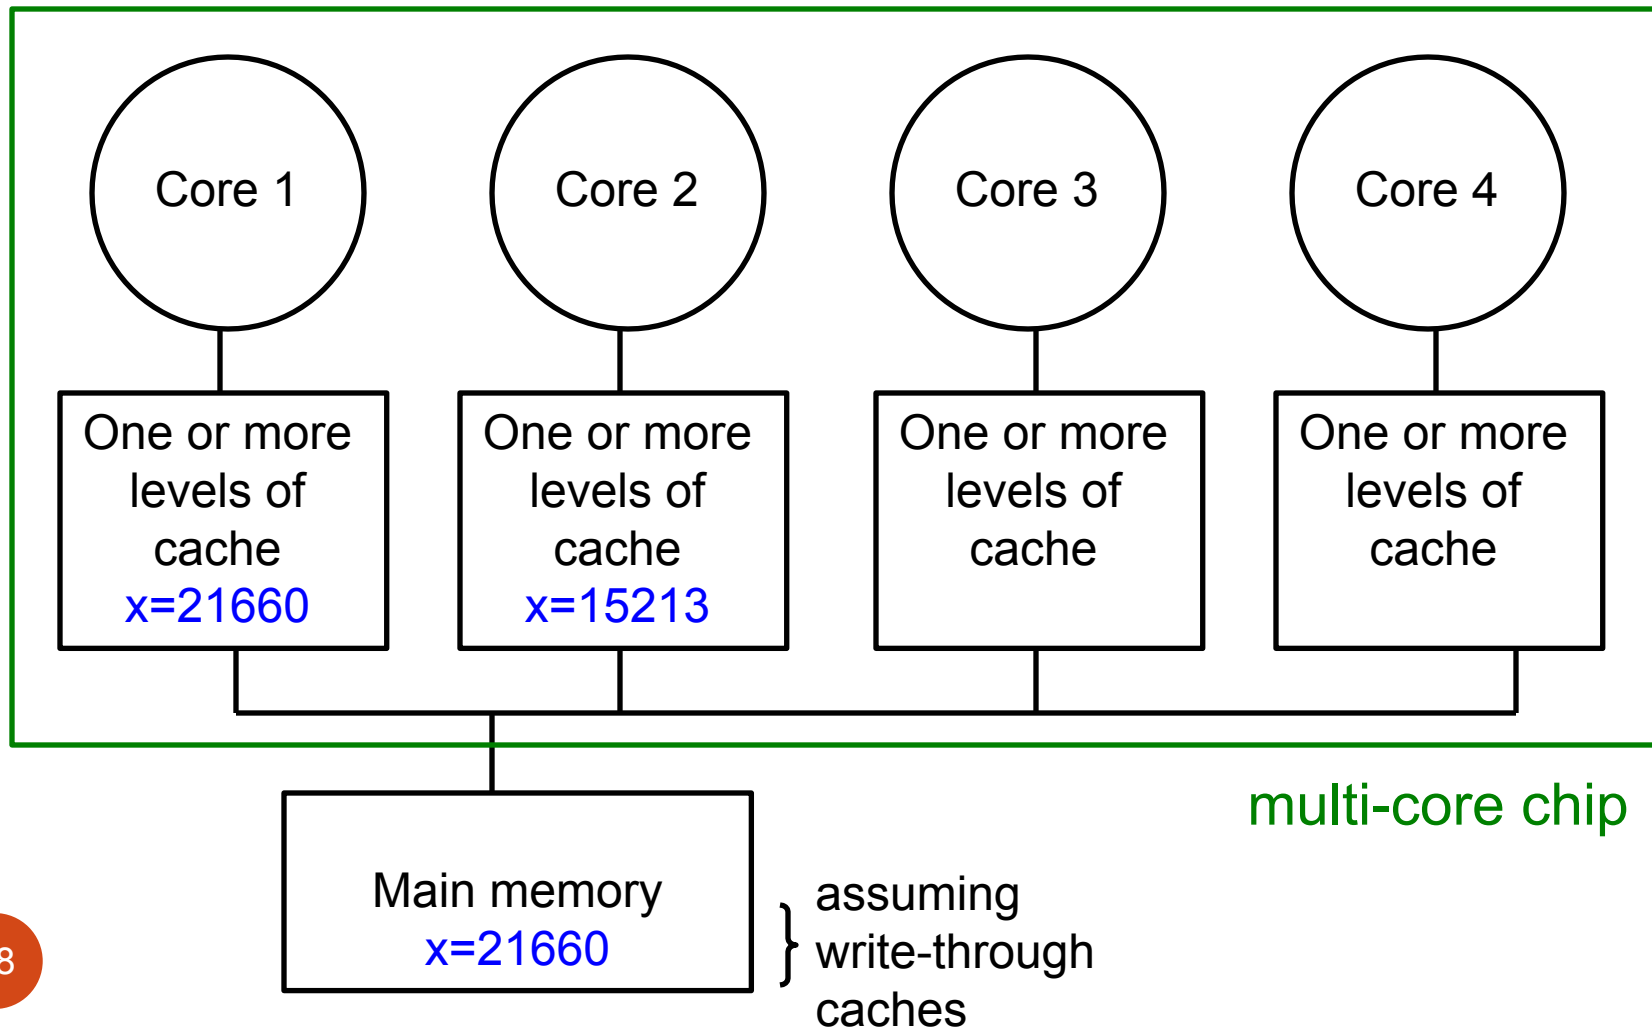 Core 1
Core 2
Core 3
Core 4
One or more
levels of
cache
x=21660
One or more
levels of
cache
x=15213
One or more
levels of
cache
One or more
levels of
cache
multi-core chip
Main memory
x=21660
assuming
write-through
caches
8